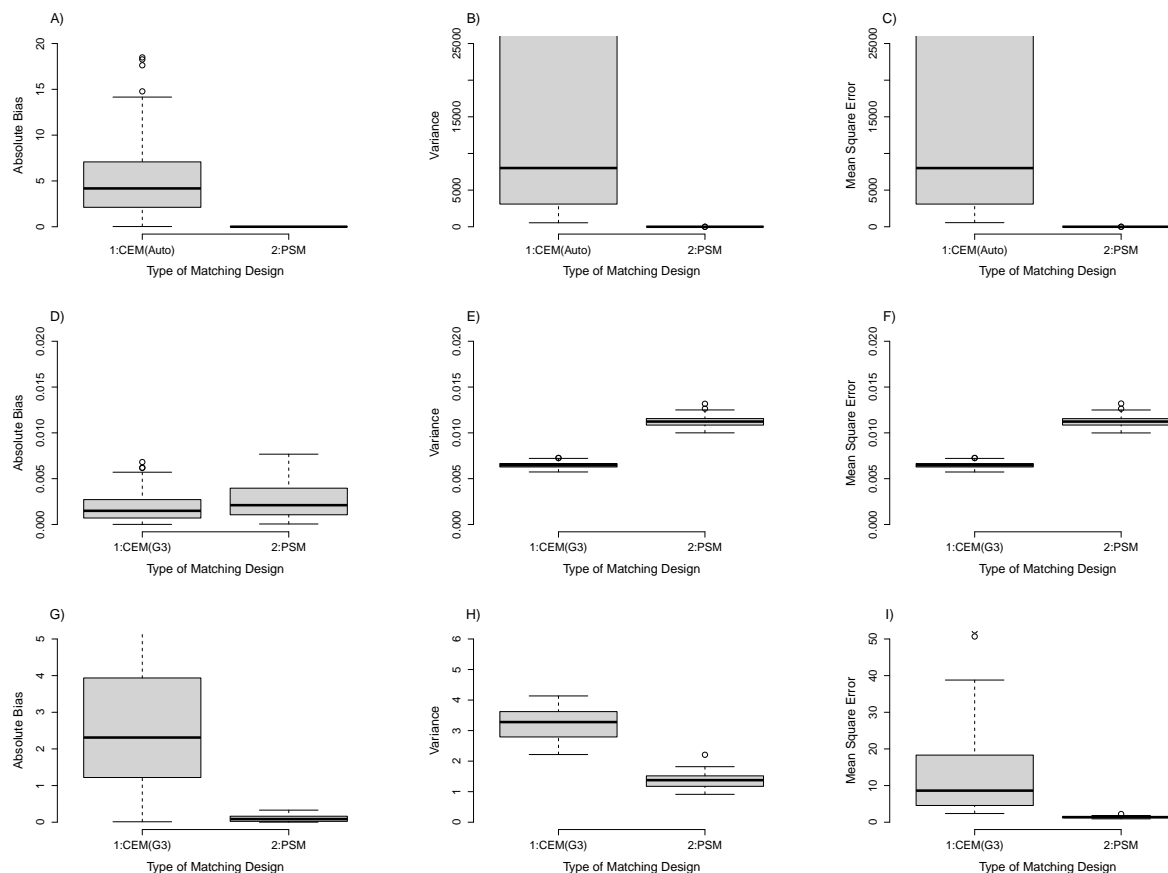 A)
Absolute Bias
0 5 10 15 20
1:CEM(Auto) 2:PSM
Type of Matching Design
B)
Variance
0 5000 15000 25000
1:CEM(Auto) 2:PSM
Type of Matching Design
C)
Mean Square Error
0 5000 15000 25000
1:CEM(Auto) 2:PSM
Type of Matching Design
D)
Absolute Bias
0.000 0.005 0.010 0.015 0.020
1:CEM(G3) 2:PSM
Type of Matching Design
E)
Variance
0.000 0.005 0.010 0.015 0.020
1:CEM(G3) 2:PSM
Type of Matching Design
F)
Mean Square Error
0.000 0.005 0.010 0.015 0.020
1:CEM(G3) 2:PSM
Type of Matching Design
G)
Absolute Bias
0 1 2 3 4 5
1:CEM(G3) 2:PSM
Type of Matching Design
H)
Variance
0 1 2 3 4 5 6
1:CEM(G3) 2:PSM
Type of Matching Design
I)
Mean Square Error
0 10 20 30 40 50
1:CEM(G3) 2:PSM
Type of Matching Design